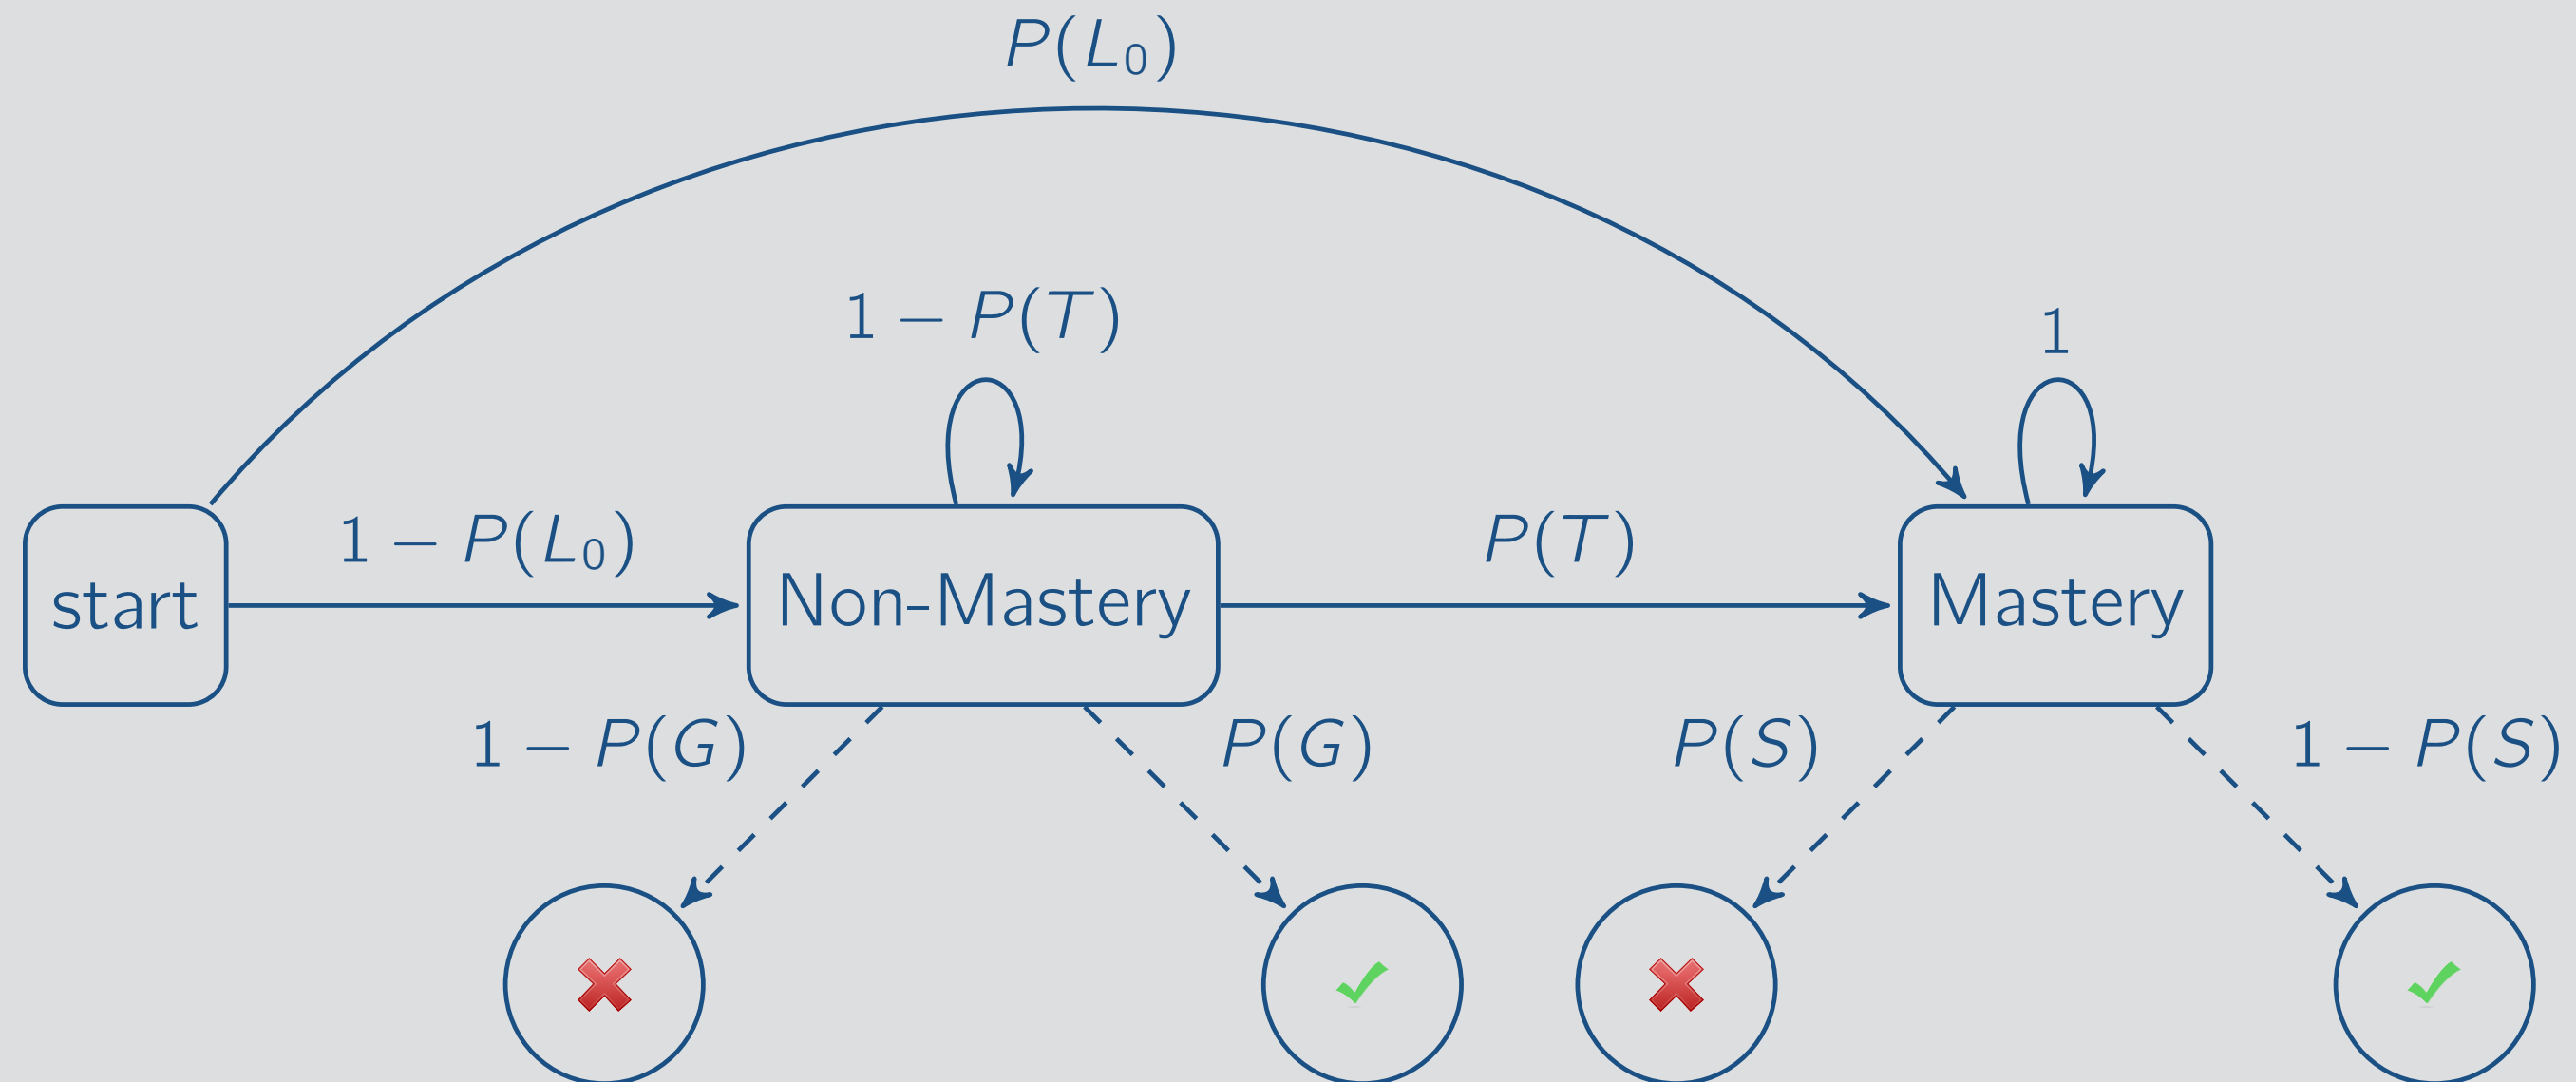 P(L₀)
1 − P(T)
1
1 − P(L₀)
P(T)
start
Non-Mastery
Mastery
1 − P(G)
P(G)
P(S)
1 − P(S)